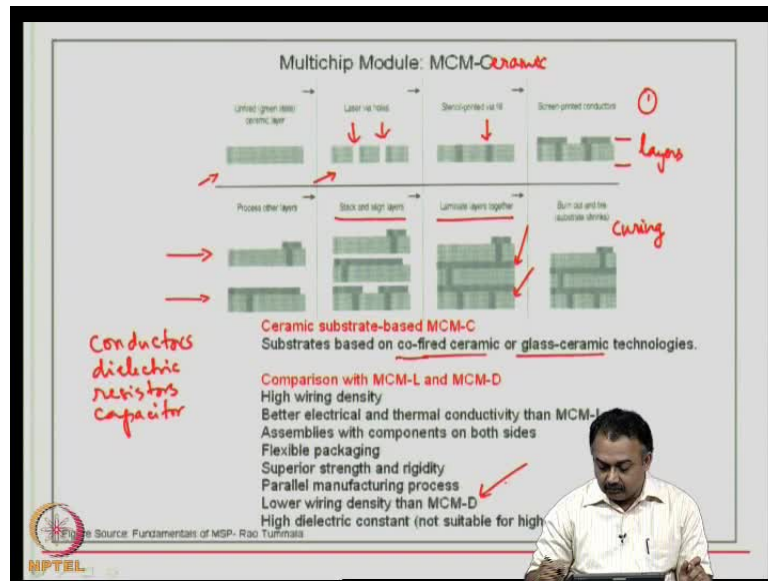 Multichip Module: MCM-Ceramic
Unfired (green state) ceramic layer
Laser via holes
Stencil-printed via fill
Screen-printed conductors
1
layers
Process other layers
Stack and align layers
Laminate layers together
Burn out and fire (substrate shrinks)
curing
conductors
dielectric
resistors
capacitor
Ceramic substrate-based MCM-C
Substrates based on co-fired ceramic or glass-ceramic technologies.
Comparison with MCM-L and MCM-D
High wiring density
Better electrical and thermal conductivity than MCM-L
Assemblies with components on both sides
Flexible packaging
Superior strength and rigidity
Parallel manufacturing process
Lower wiring density than MCM-D
High dielectric constant (not suitable for high
Figure Source: Fundamentals of MSP- Rao Tummala
NPTEL